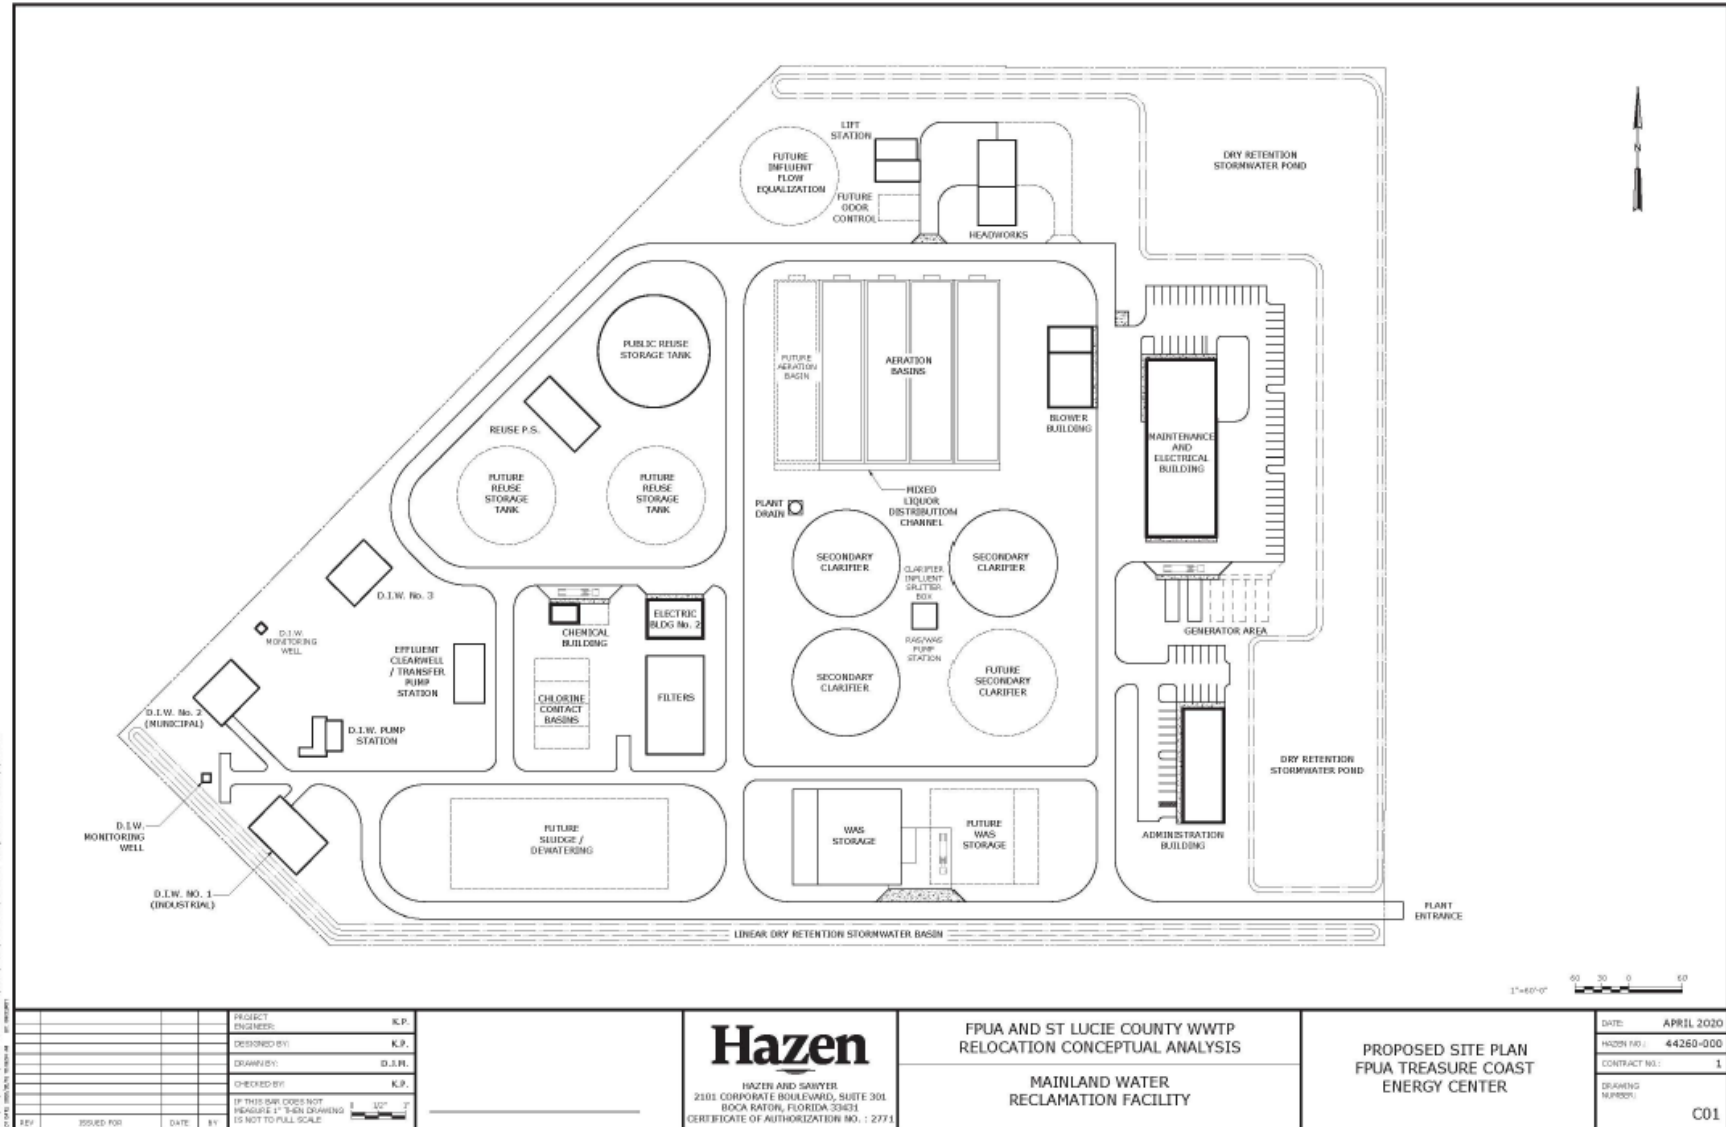 LIFT
STATION
FUTURE
INFLUENT
FLOW
EQUALIZATION
FUTURE
ODOR
CONTROL
HEADWORKS
DRY RETENTION
STORMWATER POND
N
PUBLIC REUSE
STORAGE TANK
REUSE P.S.
FUTURE
REUSE
STORAGE
TANK
FUTURE
REUSE
STORAGE
TANK
FUTURE
AERATION
BASIN
AERATION
BASINS
BLOWER
BUILDING
MAINTENANCE
AND
ELECTRICAL
BUILDING
MIXED
LIQUOR
DISTRIBUTION
CHANNEL
PLANT
DRAIN
SECONDARY
CLARIFIER
SECONDARY
CLARIFIER
CLARIFIER
INFLUENT
SPLITTER
BOX
RAS/WAS
PUMP
STATION
SECONDARY
CLARIFIER
FUTURE
SECONDARY
CLARIFIER
GENERATOR AREA
D.I.W. No. 3
D.I.W.
MONITORING
WELL
EFFLUENT
CLEARWELL
/ TRANSFER
PUMP
STATION
CHEMICAL
BUILDING
ELECTRIC
BLDG No. 2
CHLORINE
CONTACT
BASINS
FILTERS
D.I.W. No. 2
(MUNICIPAL)
D.I.W. PUMP
STATION
DRY RETENTION
STORMWATER POND
D.I.W.
MONITORING
WELL
D.I.W. NO. 1
(INDUSTRIAL)
FUTURE
SLUDGE /
DEWATERING
WAS
STORAGE
FUTURE
WAS
STORAGE
ADMINISTRATION
BUILDING
PLANT
ENTRANCE
LINEAR DRY RETENTION STORMWATER BASIN
1"=60'-0"
60 30 0 60
REV ISSUED FOR DATE BY
PROJECT
ENGINEER: K.P.
DESIGNED BY: K.P.
DRAWN BY: D.J.M.
CHECKED BY: K.P.
IF THIS BAR DOES NOT
MEASURE 1" THEN DRAWING
IS NOT TO FULL SCALE
0 1/2" 1"
Hazen
HAZEN AND SAWYER
2101 CORPORATE BOULEVARD, SUITE 301
BOCA RATON, FLORIDA 33431
CERTIFICATE OF AUTHORIZATION NO. : 2771
FPUA AND ST LUCIE COUNTY WWTP
RELOCATION CONCEPTUAL ANALYSIS
MAINLAND WATER
RECLAMATION FACILITY
PROPOSED SITE PLAN
FPUA TREASURE COAST
ENERGY CENTER
DATE: APRIL 2020
HAZEN NO.: 44260-000
CONTRACT NO.: 1
DRAWING
NUMBER:
C01